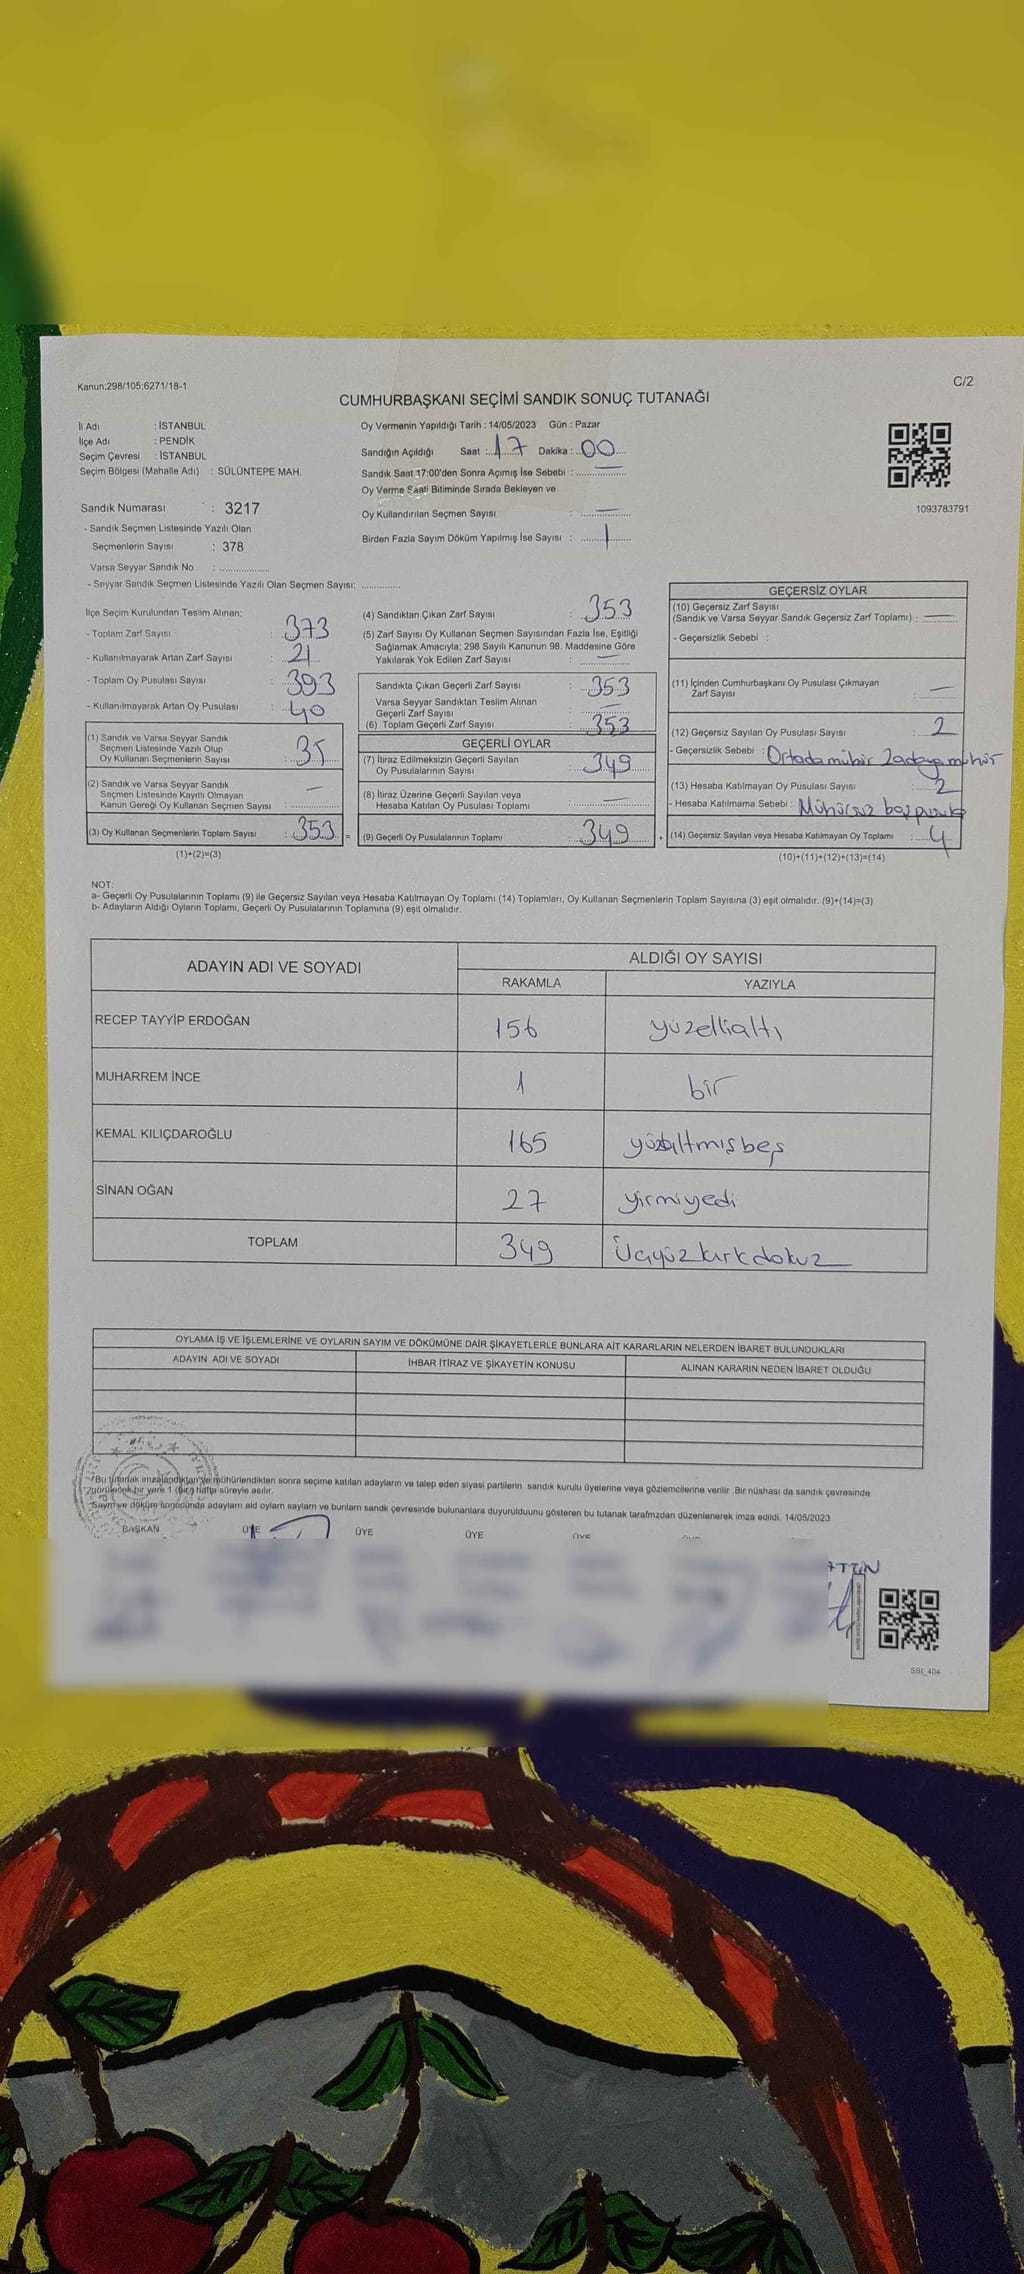 Kanun;298/105;6271/18-1
C/2
CUMHURBAŞKANI SEÇİMİ SANDIK SONUÇ TUTANAĞI
İl Adı : İSTANBUL
İlçe Adı : PENDİK
Seçim Çevresi : İSTANBUL
Seçim Bölgesi (Mahalle Adı) : SÜLÜNTEPE MAH.
Oy Vermenin Yapıldığı Tarih : 14/05/2023 Gün : Pazar
Sandığın Açıldığı Saat : 17 Dakika : 00
Sandık Saat 17:00'den Sonra Açımış İse Sebebi : —
Oy Verme Saati Bitiminde Sırada Bekleyen ve
Oy Kullandırılan Seçmen Sayısı : —
Birden Fazla Sayım Döküm Yapılmış İse Sayısı : 1
1093783791
Sandık Numarası : 3217
- Sandık Seçmen Listesinde Yazılı Olan
Seçmenlerin Sayısı : 378
Varsa Seyyar Sandık No : ....................
- Seyyar Sandık Seçmen Listesinde Yazılı Olan Seçmen Sayısı: ...............
İlçe Seçim Kurulundan Teslim Alınan;
- Toplam Zarf Sayısı : 373
- Kullanılmayarak Artan Zarf Sayısı : 21
- Toplam Oy Pusulası Sayısı : 393
- Kullanılmayarak Artan Oy Pusulası : 40
(1) Sandık ve Varsa Seyyar Sandık
Seçmen Listesinde Yazılı Olup
Oy Kullanan Seçmenlerin Sayısı : 35
(2) Sandık ve Varsa Seyyar Sandık
Seçmen Listesinde Kayıtlı Olmayan
Kanun Gereği Oy Kullanan Seçmen Sayısı : —
(3) Oy Kullanan Seçmenlerin Toplam Sayısı : 353 =
(1)+(2)=(3)
(4) Sandıktan Çıkan Zarf Sayısı : 353
(5) Zarf Sayısı Oy Kullanan Seçmen Sayısından Fazla İse, Eşitliği
Sağlamak Amacıyla; 298 Sayılı Kanunun 98. Maddesine Göre
Yakılarak Yok Edilen Zarf Sayısı : —
Sandıkta Çıkan Geçerli Zarf Sayısı : 353
Varsa Seyyar Sandıktan Teslim Alınan
Geçerli Zarf Sayısı : —
(6) Toplam Geçerli Zarf Sayısı : 353
GEÇERLİ OYLAR
(7) İtiraz Edilmeksizin Geçerli Sayılan
Oy Pusulalarının Sayısı : 349
(8) İtiraz Üzerine Geçerli Sayılan veya
Hesaba Katılan Oy Pusulası Toplamı : —
(9) Geçerli Oy Pusulalarının Toplamı : 349 +
GEÇERSİZ OYLAR
(10) Geçersiz Zarf Sayısı
(Sandık ve Varsa Seyyar Sandık Geçersiz Zarf Toplamı) : —
- Geçersizlik Sebebi :
(11) İçinden Cumhurbaşkanı Oy Pusulası Çıkmayan
Zarf Sayısı : —
(12) Geçersiz Sayılan Oy Pusulası Sayısı : 2
- Geçersizlik Sebebi : Ortada mühür 2 adaya mühür
(13) Hesaba Katılmayan Oy Pusulası Sayısı : 2
- Hesaba Katılmama Sebebi : Mühürsüz boş pusula
(14) Geçersiz Sayılan veya Hesaba Katılmayan Oy Toplamı : 4
(10)+(11)+(12)+(13)=(14)
NOT:
a- Geçerli Oy Pusulalarının Toplamı (9) ile Geçersiz Sayılan veya Hesaba Katılmayan Oy Toplamı (14) Toplamları, Oy Kullanan Seçmenlerin Toplam Sayısına (3) eşit olmalıdır. (9)+(14)=(3)
b- Adayların Aldığı Oyların Toplamı, Geçerli Oy Pusulalarının Toplamına (9) eşit olmalıdır.
ADAYIN ADI VE SOYADI
ALDIĞI OY SAYISI
RAKAMLA YAZIYLA
RECEP TAYYİP ERDOĞAN 156 yüzellialtı
MUHARREM İNCE 1 bir
KEMAL KILIÇDAROĞLU 165 yüzaltmışbeş
SİNAN OĞAN 27 yirmiyedi
TOPLAM 349 Üçyüzkırkdokuz
OYLAMA İŞ VE İŞLEMLERİNE VE OYLARIN SAYIM VE DÖKÜMÜNE DAİR ŞİKAYETLERLE BUNLARA AİT KARARLARIN NELERDEN İBARET BULUNDUKLARI
ADAYIN ADI VE SOYADI İHBAR İTİRAZ VE ŞİKAYETİN KONUSU ALINAN KARARIN NEDEN İBARET OLDUĞU
*Bu tutanak imzalandıktan ve mühürlendikten sonra seçime katılan adayların ve talep eden siyasi partilerin sandık kurulu üyelerine veya gözlemcilerine verilir .Bir nüshası da sandık çevresinde
görülecek bir yere 1 (bir) hafta süreyle asılır.
*Sayım ve döküm sonucunda adayların ald oyların saylarm ve bunların sandk çevresinde bulunanlara duyurulduunu gösteren bu tutanak tarafmzdan düzenlenerek imza edildi. 14/05/2023
BAŞKAN ÜYE ÜYE ÜYE ÜYE
SSI_404